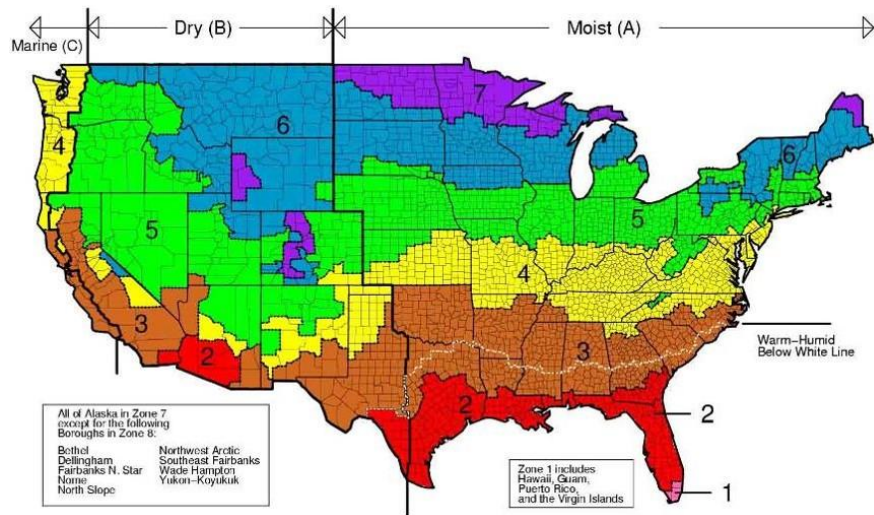 Marine (C)
Dry (B)
Moist (A)
7
6
6
4
5
5
4
3
3
2
2
2
1
Warm-Humid
Below White Line
All of Alaska in Zone 7
except for the following
Boroughs in Zone 8:
Bethel
Dellingham
Fairbanks N. Star
Nome
North Slope
Northwest Arctic
Southeast Fairbanks
Wade Hampton
Yukon-Koyukuk
Zone 1 includes
Hawaii, Guam,
Puerto Rico,
and the Virgin Islands